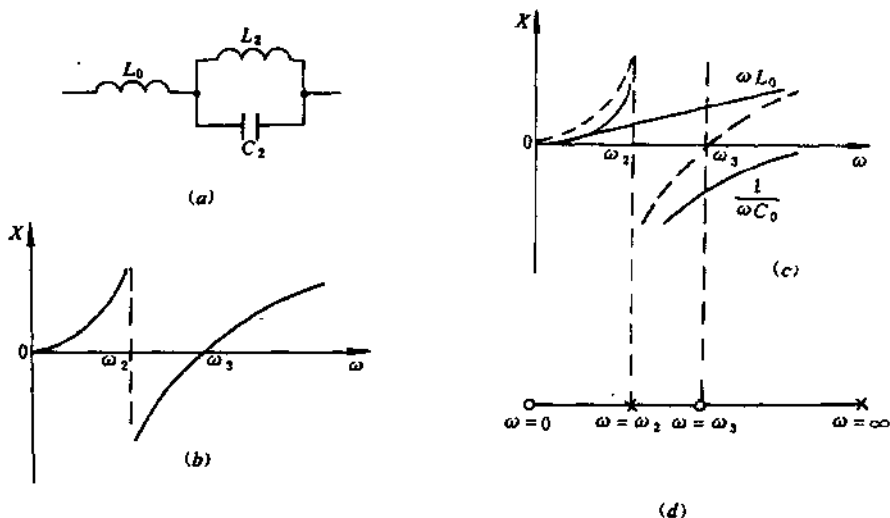 L₀
L₂
C₂
(a)
X
0
ω₂
ω₃
ω
(b)
X
ωL₀
0
ω₂
ω₃
ω
1/ωC₀
(c)
ω=0
ω=ω₂
ω=ω₃
ω=∞
(d)